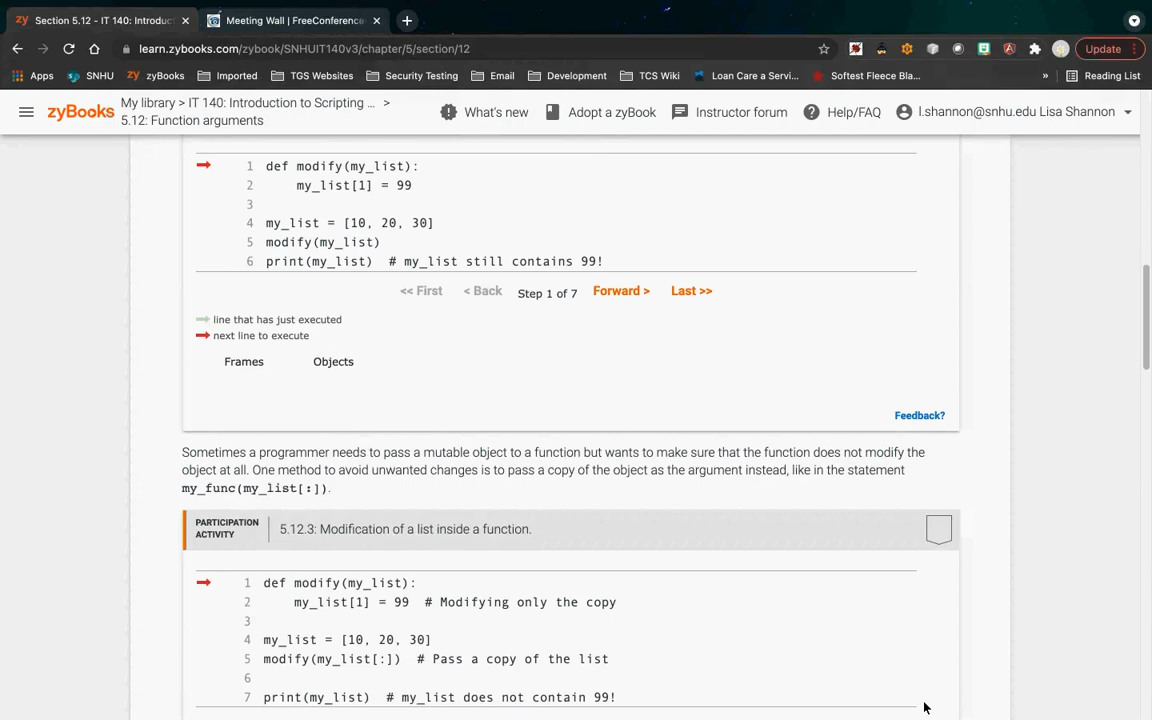 Section 5.12 - IT 140: Introduc
Meeting Wall | FreeConference
learn.zybooks.com/zybook/SNHUIT140v3/chapter/5/section/12
Update
Apps SNHU zyBooks Imported TGS Websites Security Testing Email Development TCS Wiki Loan Care a Servi... Softest Fleece Bla... » Reading List
zyBooks
My library > IT 140: Introduction to Scripting ... >
5.12: Function arguments
What's new Adopt a zyBook Instructor forum Help/FAQ l.shannon@snhu.edu Lisa Shannon
1 def modify(my_list):
2 my_list[1] = 99
3
4 my_list = [10, 20, 30]
5 modify(my_list)
6 print(my_list) # my_list still contains 99!
<< First < Back Step 1 of 7 Forward > Last >>
line that has just executed
next line to execute
Frames Objects
Feedback?
Sometimes a programmer needs to pass a mutable object to a function but wants to make sure that the function does not modify the
object at all. One method to avoid unwanted changes is to pass a copy of the object as the argument instead, like in the statement
my_func(my_list[:]).
PARTICIPATION
ACTIVITY
5.12.3: Modification of a list inside a function.
1 def modify(my_list):
2 my_list[1] = 99 # Modifying only the copy
3
4 my_list = [10, 20, 30]
5 modify(my_list[:]) # Pass a copy of the list
6
7 print(my_list) # my_list does not contain 99!